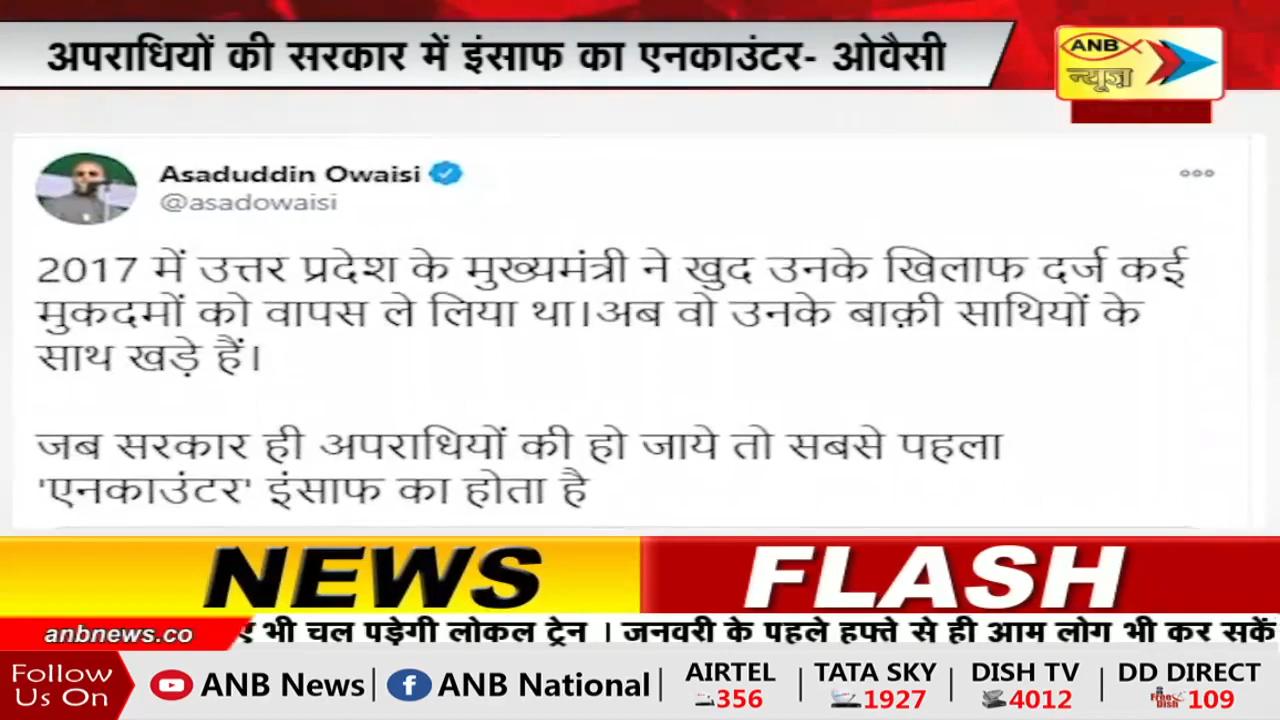 अपराधियों की सरकार में इंसाफ का एनकाउंटर- ओवैसी
ANB
न्यूज़
Asaduddin Owaisi
@asadowaisi
2017 में उत्तर प्रदेश के मुख्यमंत्री ने खुद उनके खिलाफ दर्ज कई
मुकदमों को वापस ले लिया था।अब वो उनके बाक़ी साथियों के
साथ खड़े हैं।
जब सरकार ही अपराधियों की हो जाये तो सबसे पहला
'एनकाउंटर' इंसाफ का होता है
NEWS FLASH
anbnews.co
भी चल पड़ेगी लोकल ट्रेन । जनवरी के पहले हफ्ते से ही आम लोग भी कर सकें
Follow Us On
ANB News
ANB National
AIRTEL
356
TATA SKY
1927
DISH TV
4012
DD DIRECT
Free Dish
109